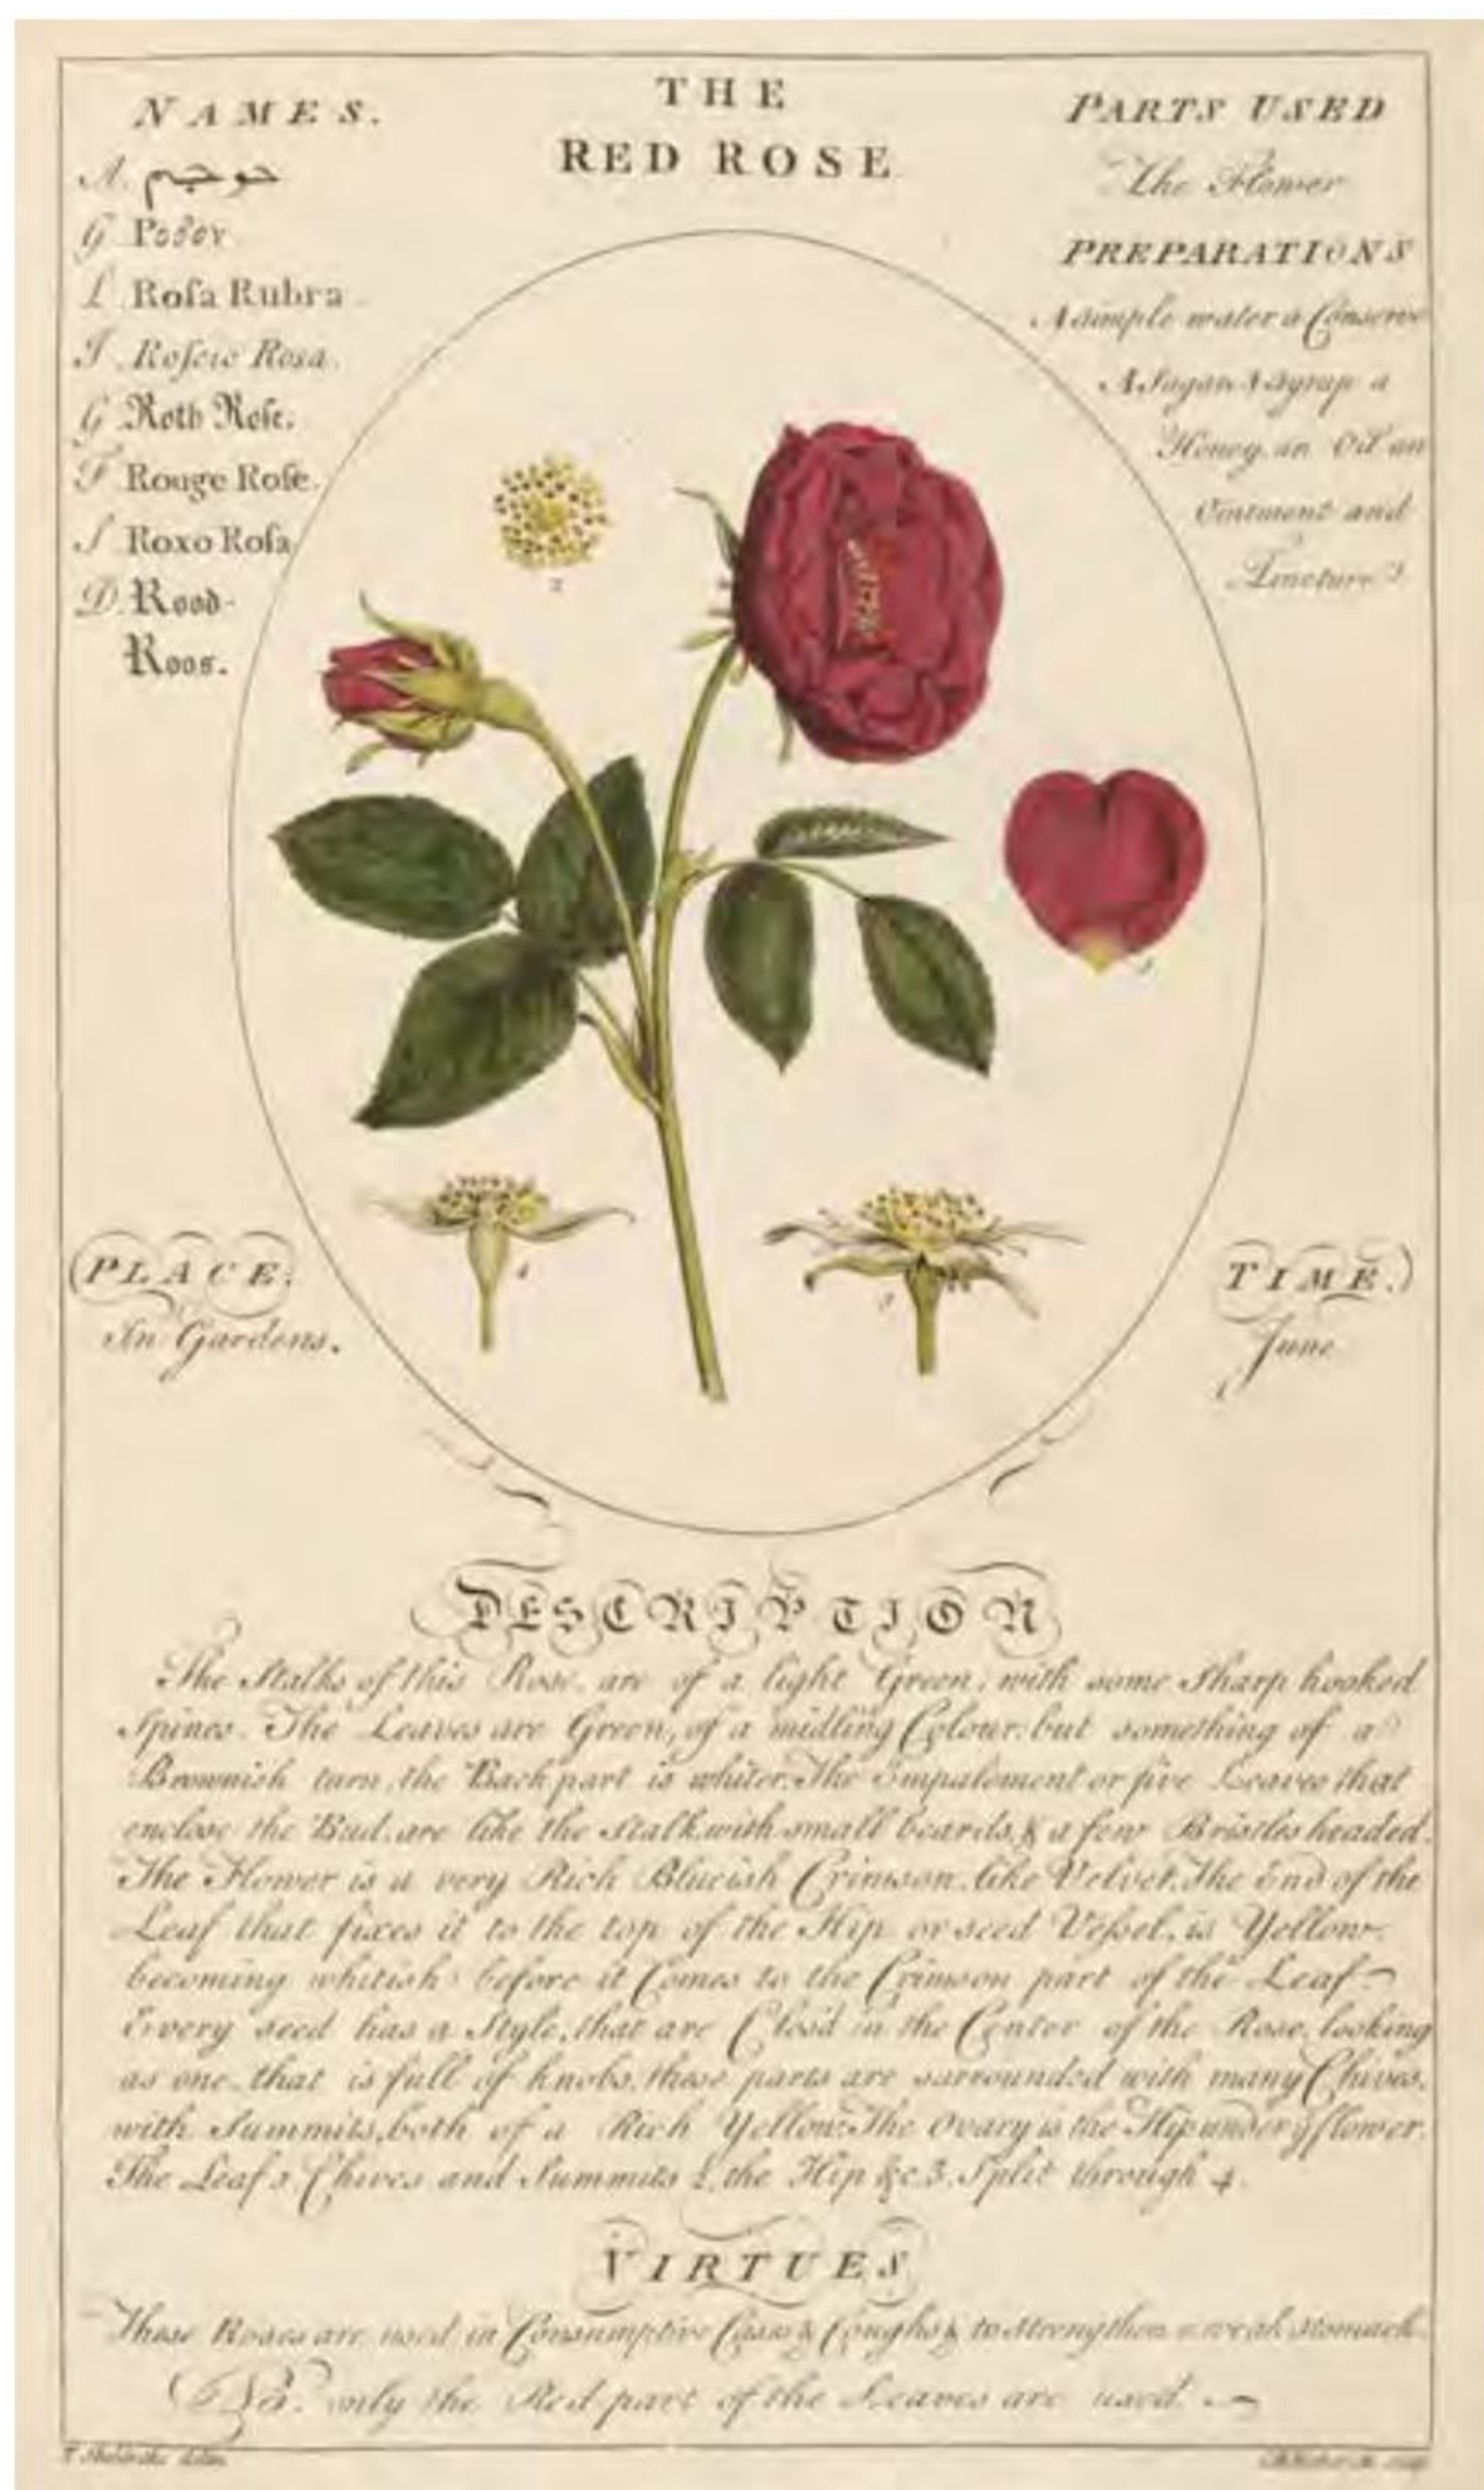 THE
RED ROSE
NAMES.
A. حوجم
G Ροδον
L Roſa Rubra
I Roſcio Rosa.
G Roth Roſe.
F Rouge Roſe.
S Roxo Roſa
D. Rood-
Roos.
PARTS USED
The Flower
PREPARATIONS
A simple water a Conserve
A Sugar & Syrup a
Honey, an Oil an
Ointment and
Tincture
2
1
4
3
PLACE.
In Gardens.
TIME.
June
DESCRIPTION
The Stalks of this Rose, are of a light Green, with some Sharp hooked
Spines. The Leaves are Green, of a midling Colour but something of a
Brownish turn, the Back part is whiter. The Empalement or five Leaves that
enclose the Bud, are like the Stalk, with small beards, & a few Bristles headed.
The Flower is a very Rich Blueish Crimson, like Velvet. The End of the
Leaf that fixes it to the top of the Hip or seed Veſsel, is Yellow
becoming whitish before it Comes to the Crimson part of the Leaf
Every seed has a Style, that are Clos'd in the Center of the Rose, looking
as one that is full of knobs, these parts are surrounded with many Chives,
with Summits, both of a Rich Yellow. The Ovary is the Hip under ye flower.
The Leaf 1 Chives and Summits 2, the Hip &c. 3. Split through 4.
VIRTUES
These Roses are used in Consumptive Cases & Coughs & to strengthen a weak stomach.
only the Red part of the Leaves are used.
delin
sculp